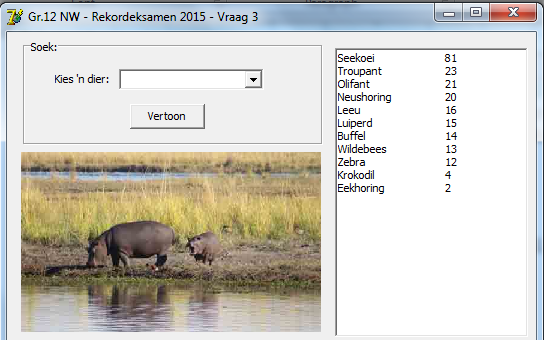 Gr.12 NW - Rekordeksamen 2015 - Vraag 3
Soek:
Kies 'n dier:
Vertoon
Seekoei 81
Troupant 23
Olifant 21
Neushoring 20
Leeu 16
Luiperd 15
Buffel 14
Wildebees 13
Zebra 12
Krokodil 4
Eekhoring 2